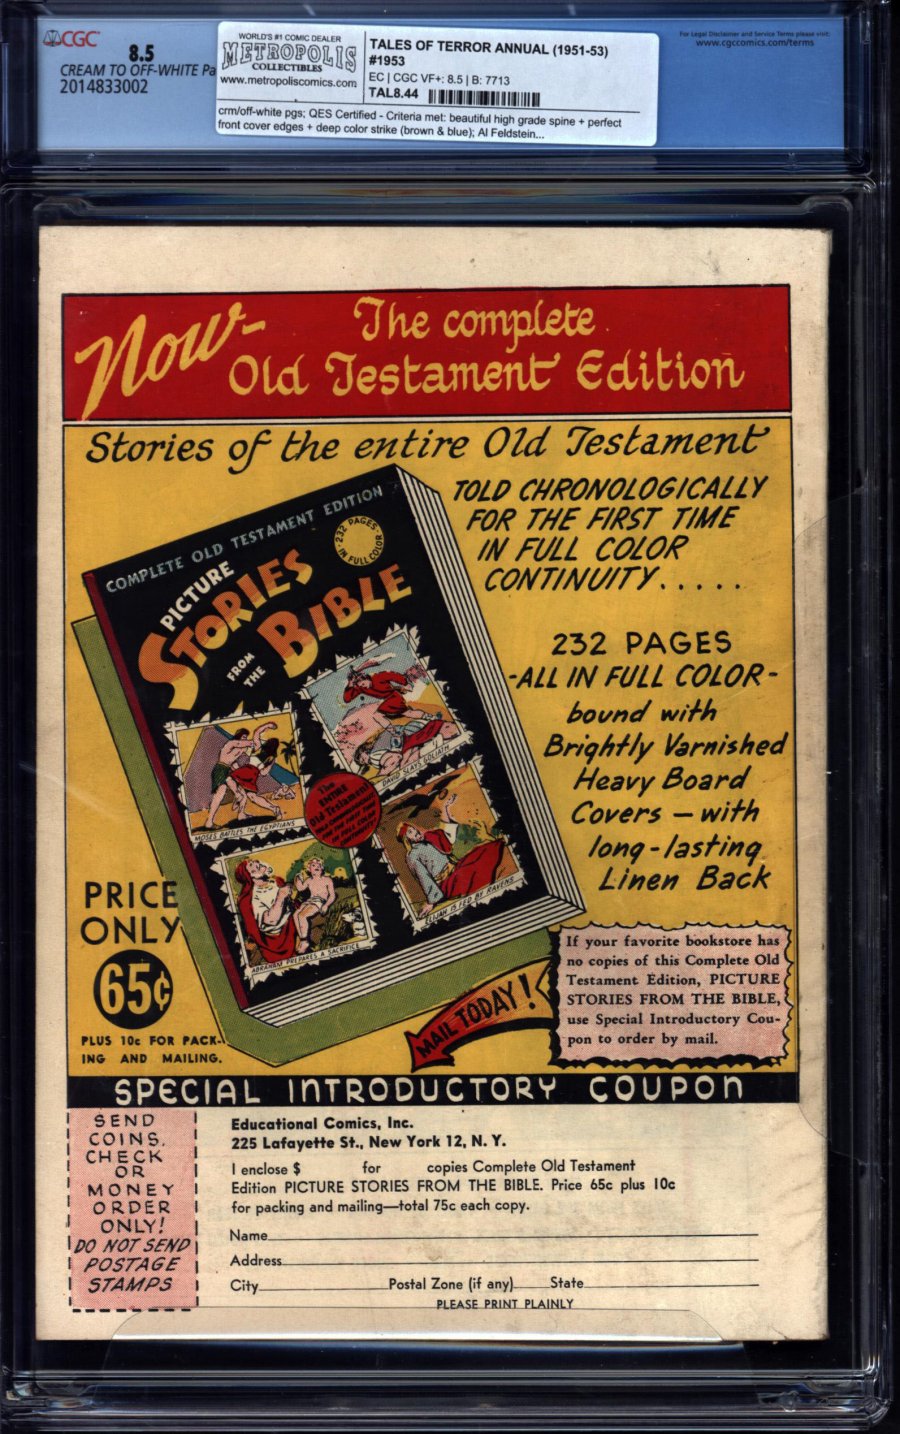 CGC
8.5
CREAM TO OFF-WHITE Pa
2014833002
WORLD'S #1 COMIC DEALER
METROPOLIS
COLLECTIBLES
www.metropoliscomics.com
TALES OF TERROR ANNUAL (1951-53)
#1953
EC | CGC VF+: 8.5 | B: 7713
TAL8.44
crm/off-white pgs; QES Certified - Criteria met: beautiful high grade spine + perfect
front cover edges + deep color strike (brown & blue); Al Feldstein...
For Legal Disclaimer and Service Terms please visit:
www.cgccomics.com/terms
Now-
The complete
Old Testament Edition
Stories of the entire Old Testament
TOLD CHRONOLOGICALLY
FOR THE FIRST TIME
IN FULL COLOR
CONTINUITY.....
COMPLETE OLD TESTAMENT EDITION
232 PAGES
IN FULL COLOR
PICTURE
STORIES
FROM
THE
BIBLE
MOSES BATTLES THE EGYPTIANS
DAVID SLAYS GOLIATH
The
ENTIRE
Old Testament
ABRAHAM PREPARES A SACRIFICE
ELIJAH IS FED BY RAVENS
232 PAGES
-ALL IN FULL COLOR-
bound with
Brightly Varnished
Heavy Board
Covers — with
long-lasting
Linen Back
PRICE
ONLY
65¢
PLUS 10c FOR PACK-
ING AND MAILING.
MAIL TODAY!
If your favorite bookstore has
no copies of this Complete Old
Testament Edition, PICTURE
STORIES FROM THE BIBLE,
use Special Introductory Cou-
pon to order by mail.
SPECIAL INTRODUCTORY COUPON
SEND
COINS,
CHECK
OR
MONEY
ORDER
ONLY!
DO NOT SEND
POSTAGE
STAMPS
Educational Comics, Inc.
225 Lafayette St., New York 12, N. Y.
I enclose $ for copies Complete Old Testament
Edition PICTURE STORIES FROM THE BIBLE. Price 65c plus 10c
for packing and mailing—total 75c each copy.
Name
Address
City Postal Zone (if any) State
PLEASE PRINT PLAINLY